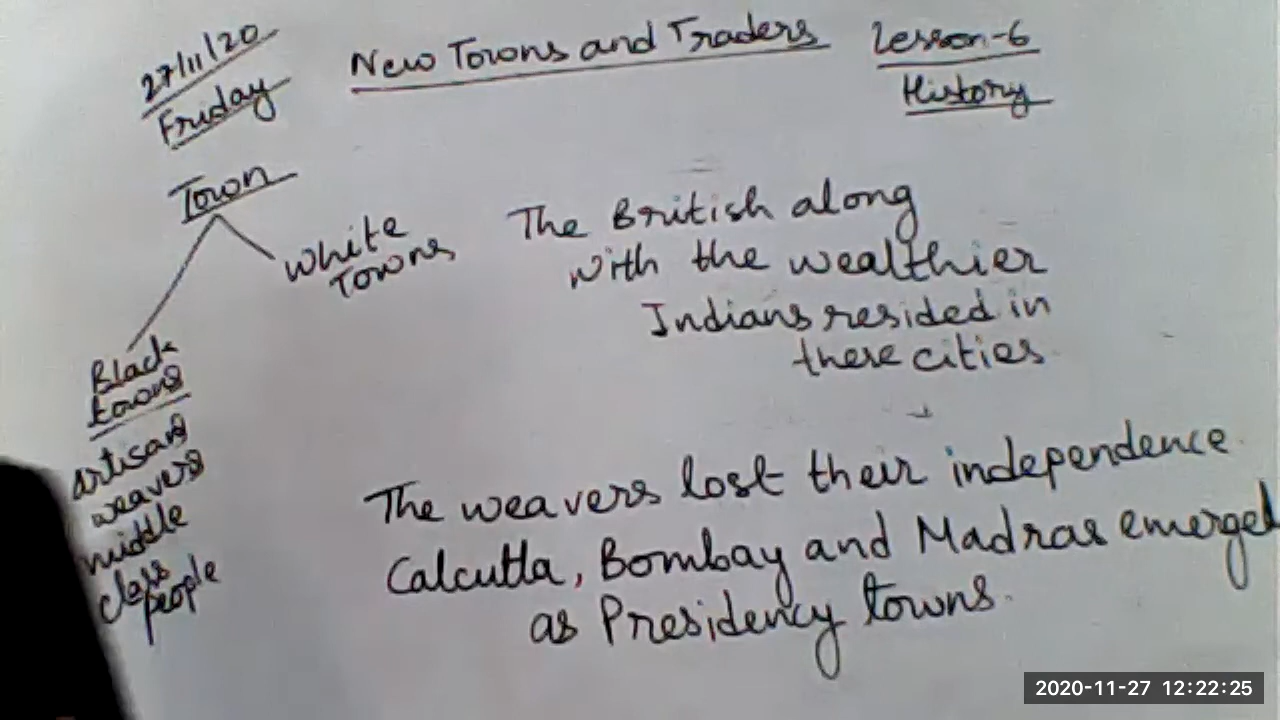 27/11/20
Friday
New Towns and Traders
Lesson-6
History
Town
White
Towns
The British along
with the wealthier
Indians resided in
these cities
Black
towns
artisans
weavers
middle
class
people
The weavers lost their independence
Calcutta, Bombay and Madras emerged
as Presidency towns.
2020-11-27 12:22:25